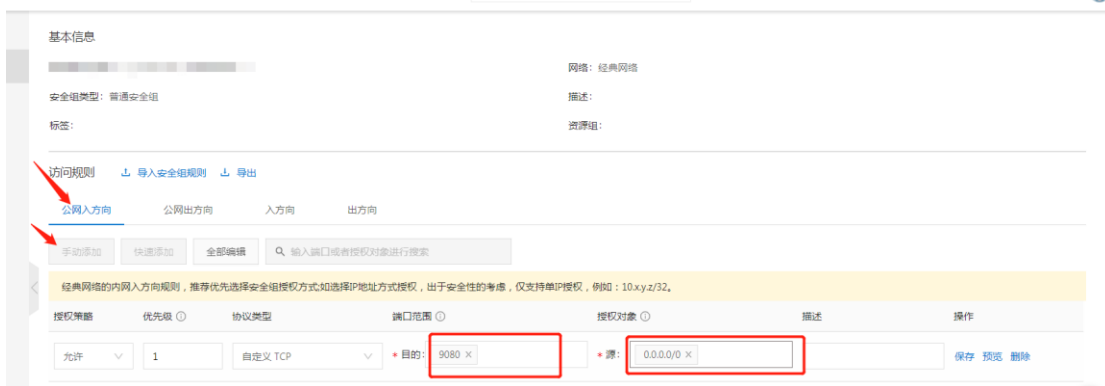 基本信息
网络：经典网络
安全组类型：普通安全组
描述：
标签：
资源组：
访问规则 导入安全组规则 导出
公网入方向 公网出方向 入方向 出方向
手动添加 快速添加 全部编辑 输入端口或者授权对象进行搜索
经典网络的内网入方向规则，推荐优先选择安全组授权方式;如选择IP地址方式授权，出于安全性的考虑，仅支持单IP授权，例如：10.x.y.z/32。
授权策略 优先级 协议类型 端口范围 授权对象 描述 操作
允许 1 自定义 TCP * 目的： 9080 × * 源： 0.0.0.0/0 × 保存 预览 删除